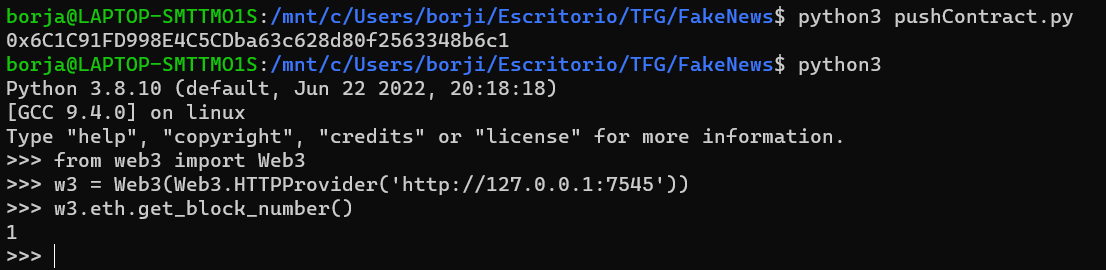 borja@LAPTOP-SMTTMO1S:/mnt/c/Users/borji/Escritorio/TFG/FakeNews$ python3 pushContract.py
0x6C1C91FD998E4C5CDba63c628d80f2563348b6c1
borja@LAPTOP-SMTTMO1S:/mnt/c/Users/borji/Escritorio/TFG/FakeNews$ python3
Python 3.8.10 (default, Jun 22 2022, 20:18:18)
[GCC 9.4.0] on linux
Type "help", "copyright", "credits" or "license" for more information.
>>> from web3 import Web3
>>> w3 = Web3(Web3.HTTPProvider('http://127.0.0.1:7545'))
>>> w3.eth.get_block_number()
1
>>>